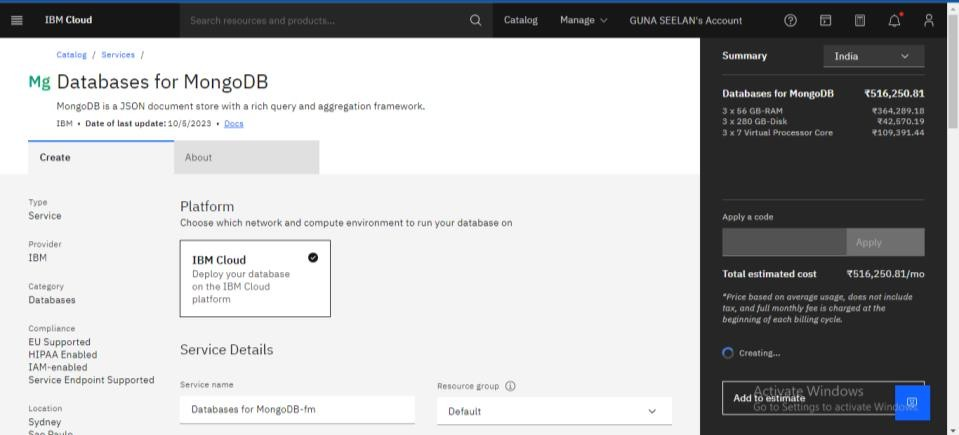 IBM Cloud
Search resources and products...
Catalog
Manage
GUNA SEELAN's Account
Catalog / Services /
Mg Databases for MongoDB
MongoDB is a JSON document store with a rich query and aggregation framework.
IBM • Date of last update: 10/5/2023 • Docs
Create
About
Type
Service
Provider
IBM
Category
Databases
Compliance
EU Supported
HIPAA Enabled
IAM-enabled
Service Endpoint Supported
Location
Sydney
Sao Paulo
Platform
Choose which network and compute environment to run your database on
IBM Cloud
Deploy your database
on the IBM Cloud
platform
Service Details
Service name
Databases for MongoDB-fm
Resource group
Default
Summary
India
Databases for MongoDB ₹516,250.81
3 x 56 GB-RAM ₹364,289.18
3 x 280 GB-Disk ₹42,570.19
3 x 7 Virtual Processor Core ₹109,391.44
Apply a code
Apply
Total estimated cost ₹516,250.81/mo
*Price based on average usage, does not include
tax, and full monthly fee is charged at the
beginning of each billing cycle.
Creating...
Add to estimate
Activate Windows
Go to Settings to activate Windows.